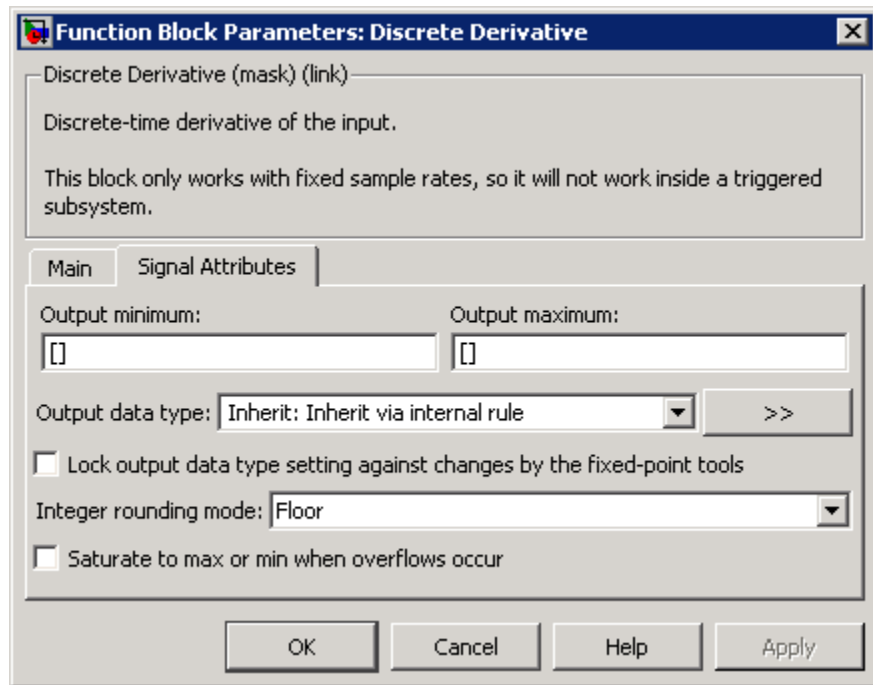 Function Block Parameters: Discrete Derivative
Discrete Derivative (mask) (link)
Discrete-time derivative of the input.
This block only works with fixed sample rates, so it will not work inside a triggered
subsystem.
Main Signal Attributes
Output minimum: Output maximum:
[] []
Output data type: Inherit: Inherit via internal rule >>
Lock output data type setting against changes by the fixed-point tools
Integer rounding mode: Floor
Saturate to max or min when overflows occur
OK Cancel Help Apply